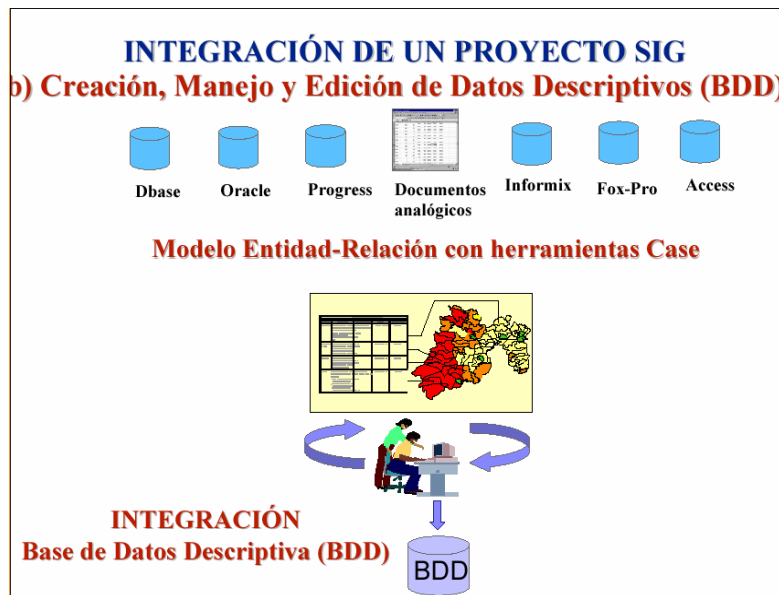 INTEGRACIÓN DE UN PROYECTO SIG
b) Creación, Manejo y Edición de Datos Descriptivos (BDD)
Dbase
Oracle
Progress
Documentos
analógicos
Informix
Fox-Pro
Access
Modelo Entidad-Relación con herramientas Case
INTEGRACIÓN
Base de Datos Descriptiva (BDD)
BDD